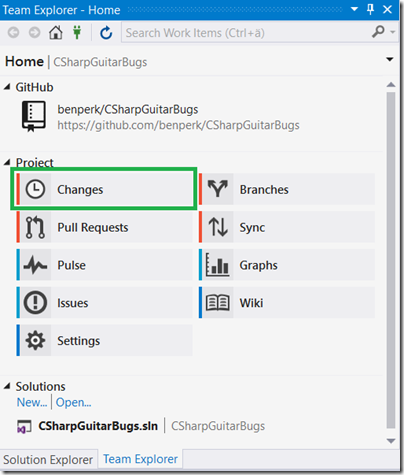 Team Explorer - Home
Search Work Items (Ctrl+ä)
Home | CSharpGuitarBugs
GitHub
benperk/CSharpGuitarBugs
https://github.com/benperk/CSharpGuitarBugs
Project
Changes
Branches
Pull Requests
Sync
Pulse
Graphs
Issues
Wiki
Settings
Solutions
New... | Open...
CSharpGuitarBugs.sln | CSharpGuitarBugs
Solution Explorer Team Explorer